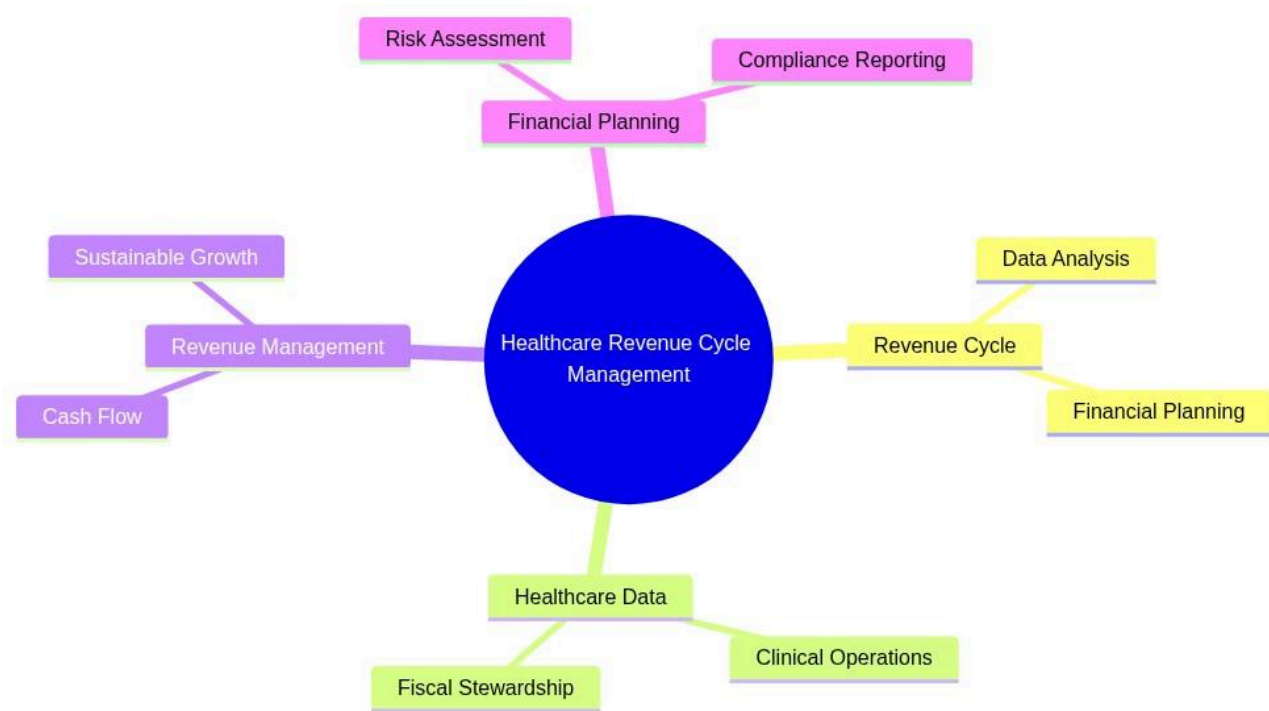 Risk Assessment
Compliance Reporting
Financial Planning
Sustainable Growth
Data Analysis
Revenue Management
Healthcare Revenue Cycle
Management
Revenue Cycle
Cash Flow
Financial Planning
Healthcare Data
Clinical Operations
Fiscal Stewardship